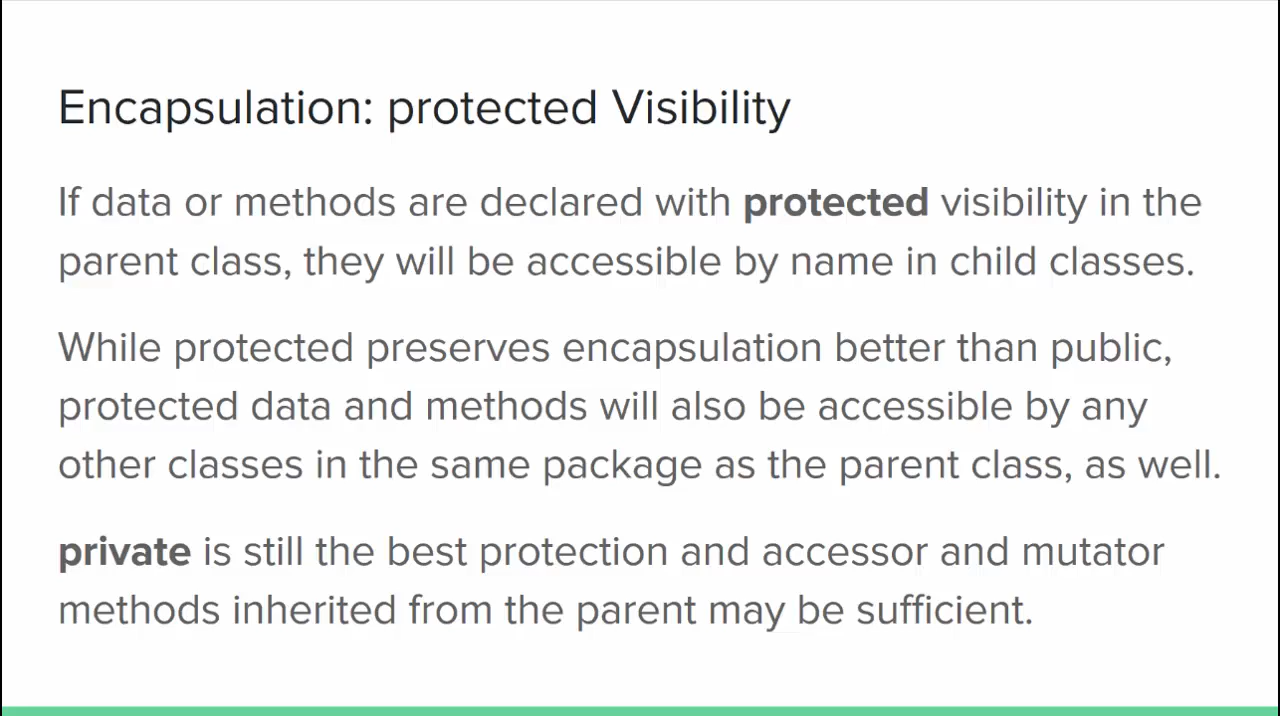 Encapsulation: protected Visibility
If data or methods are declared with protected visibility in the
parent class, they will be accessible by name in child classes.
While protected preserves encapsulation better than public,
protected data and methods will also be accessible by any
other classes in the same package as the parent class, as well.
private is still the best protection and accessor and mutator
methods inherited from the parent may be sufficient.